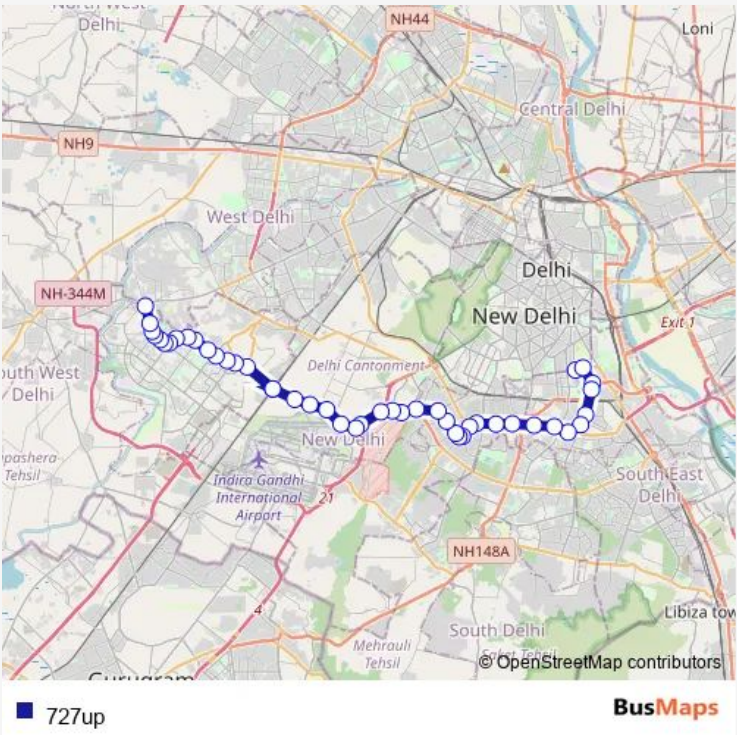 North West
Delhi
NH44
Loni
Central Delhi
NH9
West Delhi
Delhi
NH-344M
New Delhi
Exit 1
Delhi Cantonment
outh West
Delhi
New Delhi
apashera
Tehsil
Indira Gandhi
International
Airport
21
South East
Delhi
NH148A
4
Libiza tow
South Delhi
Mehrauli
Tehsil
Saket Tehsil
© OpenStreetMap contributors
Gurugram
727up
BusMaps